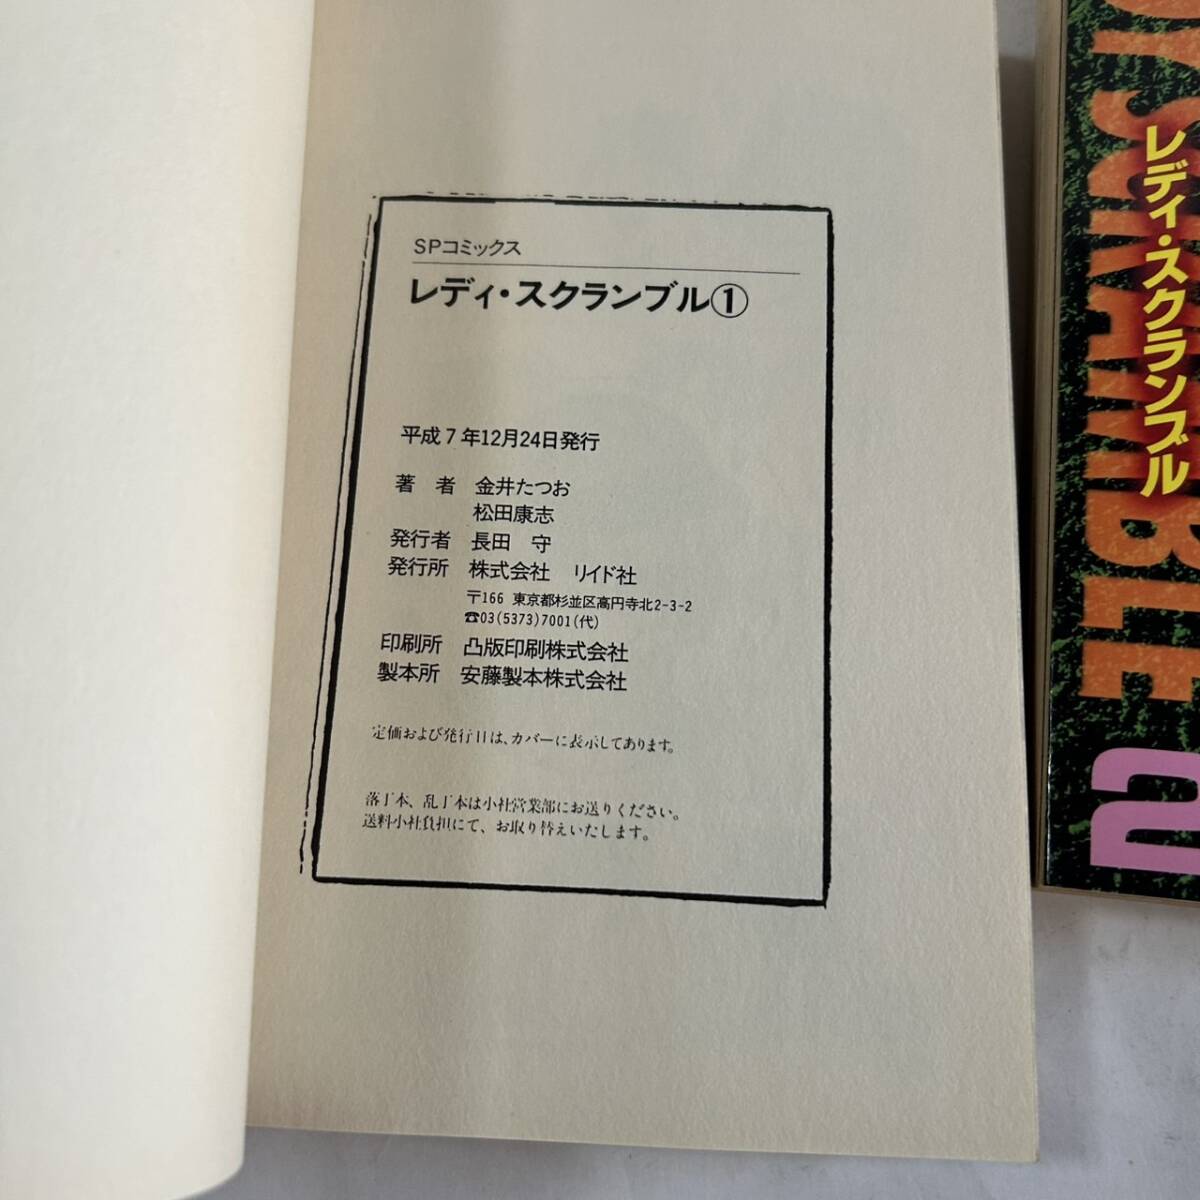 SPコミックス
レディ・スクランブル①
平成7年12月24日発行
著 者 金井たつお
松田康志
発行者 長田 守
発行所 株式会社 リイド社
〒166 東京都杉並区高円寺北2-3-2
☎03(5373)7001(代)
印刷所 凸版印刷株式会社
製本所 安藤製本株式会社
定価および発行日は、カバーに表示してあります。
落丁本、乱丁本は小社営業部にお送りください。
送料小社負担にて、お取り替えいたします。
DY SCRAMBLE
レディ・スクランブル
2